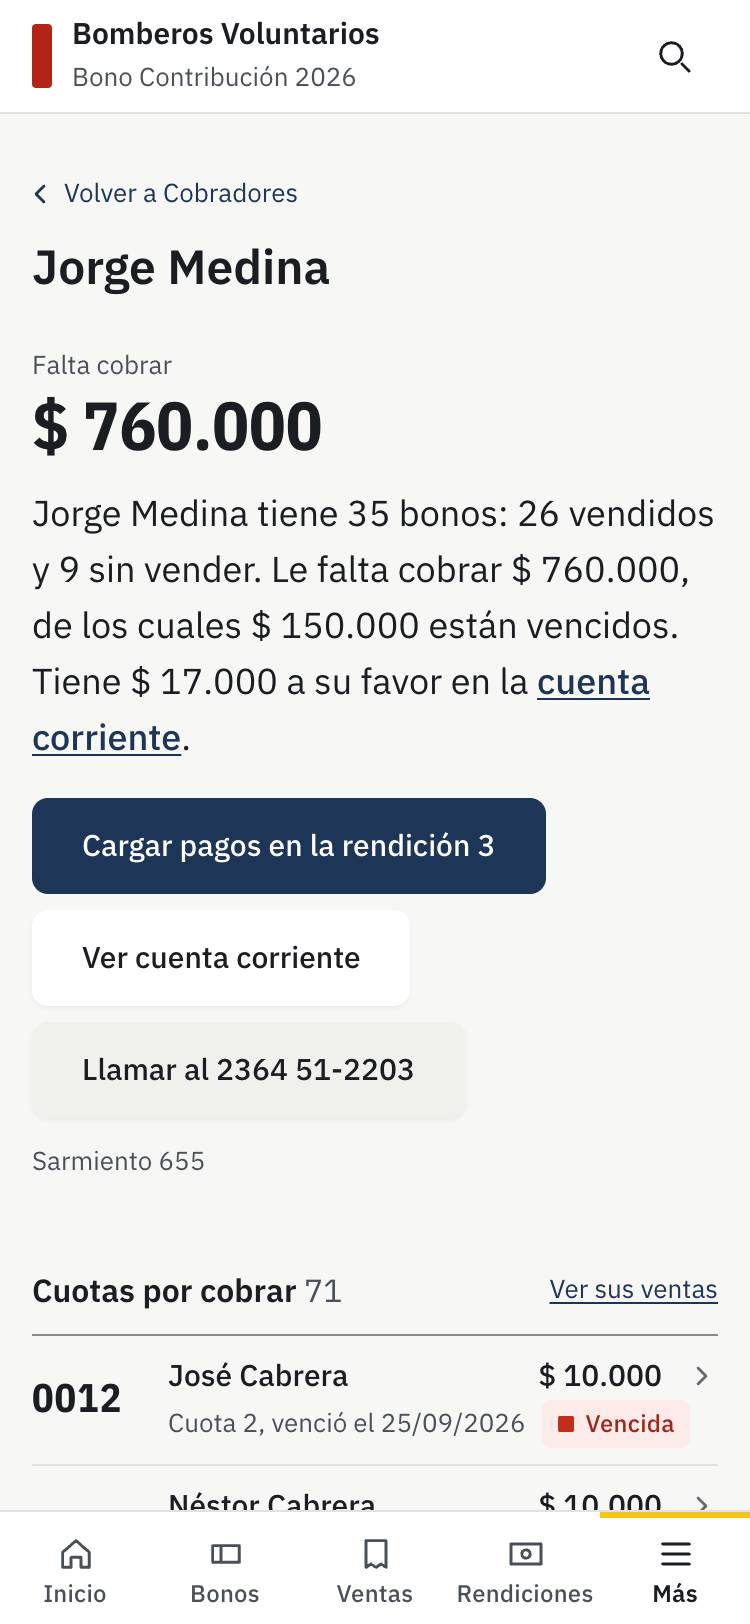 Bomberos Voluntarios
Bono Contribución 2026
Volver a Cobradores
Jorge Medina
Falta cobrar
$ 760.000
Jorge Medina tiene 35 bonos: 26 vendidos
y 9 sin vender. Le falta cobrar $ 760.000,
de los cuales $ 150.000 están vencidos.
Tiene $ 17.000 a su favor en la cuenta
corriente.
Cargar pagos en la rendición 3
Ver cuenta corriente
Llamar al 2364 51-2203
Sarmiento 655
Cuotas por cobrar 71
Ver sus ventas
0012
José Cabrera
$ 10.000
Cuota 2, venció el 25/09/2026
Vencida
Néstor Cabrera
$ 10.000
Inicio
Bonos
Ventas
Rendiciones
Más